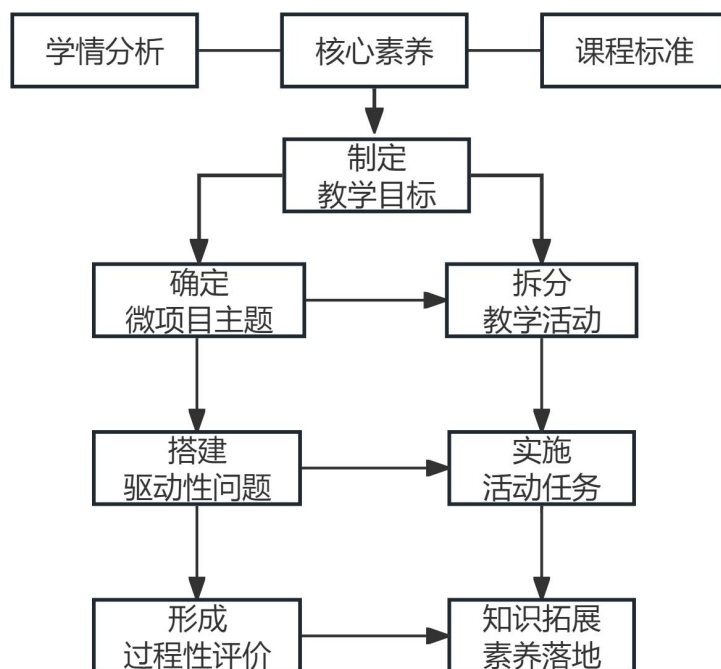 学情分析
核心素养
课程标准
制定
教学目标
确定
微项目主题
拆分
教学活动
搭建
驱动性问题
实施
活动任务
形成
过程性评价
知识拓展
素养落地